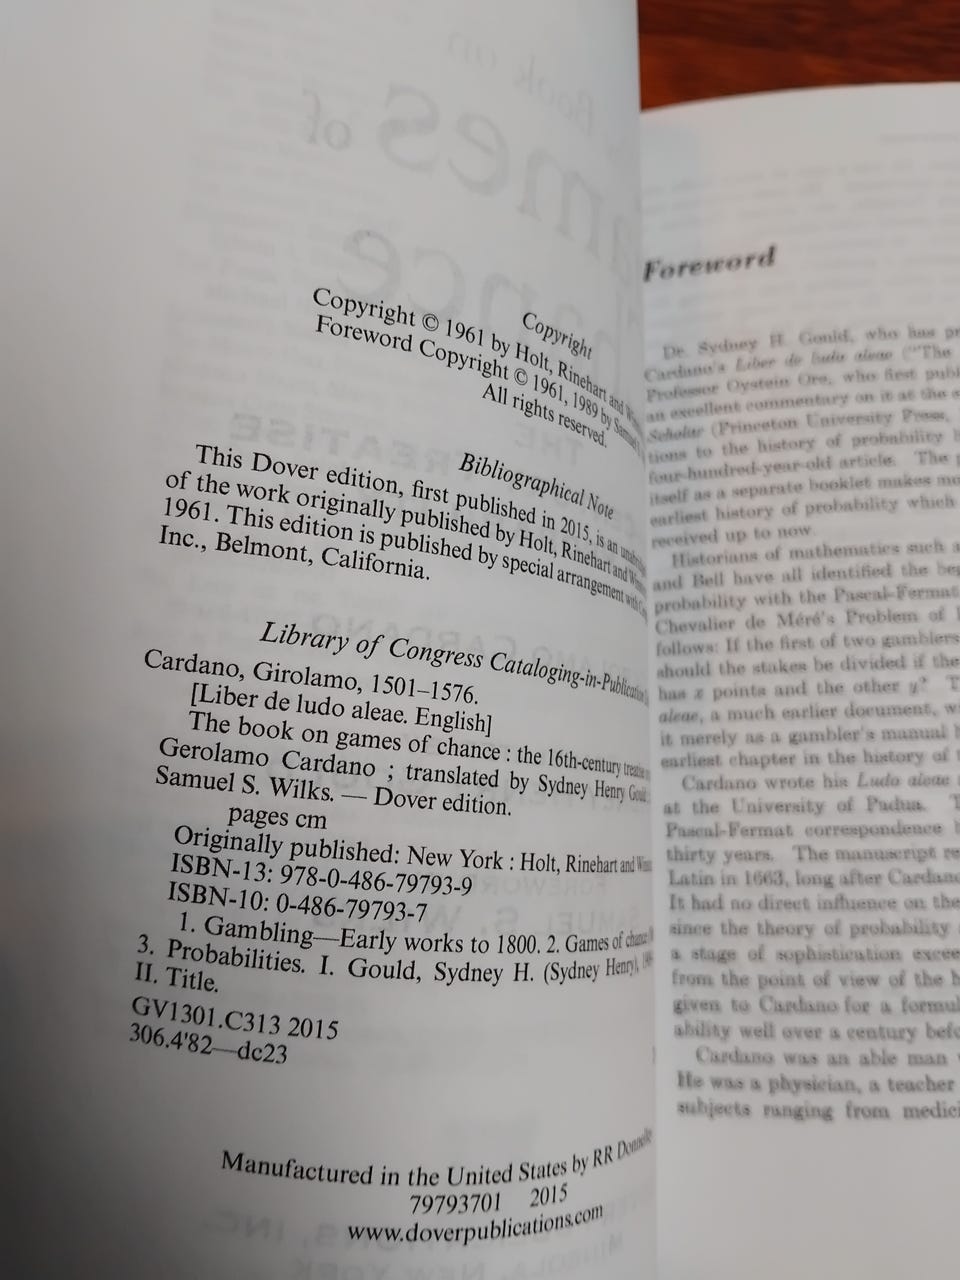 Copyright
Copyright © 1961 by Holt, Rinehart and
Foreword Copyright © 1961, 1989 by Samuel
All rights reserved.
Bibliographical Note
This Dover edition, first published in 2015, is an
of the work originally published by Holt, Rinehart and
1961. This edition is published by special arrangement with
Inc., Belmont, California.
Library of Congress Cataloging-in-Publication
Cardano, Girolamo, 1501–1576.
[Liber de ludo aleae. English]
The book on games of chance : the 16th-century treatise
Gerolamo Cardano ; translated by Sydney Henry
Samuel S. Wilks. — Dover edition.
pages cm
Originally published: New York : Holt, Rinehart and
ISBN-13: 978-0-486-79793-9
ISBN-10: 0-486-79793-7
1. Gambling—Early works to 1800. 2. Games of chance
3. Probabilities. I. Gould, Sydney H. (Sydney Henry),
II. Title.
GV1301.C313 2015
306.4'82—dc23
Manufactured in the United States by RR
79793701 2015
www.doverpublications.com
Foreword
Dr. Sydney H. Gould, who has
Cardano's Liber de ludo aleae ("The
Professor Oystein Ore, who first
an excellent commentary on it at the
Scholar (Princeton University Press,
tions to the history of probability
four-hundred-year-old article. The
itself as a separate booklet makes
earliest history of probability which
received up to now.
Historians of mathematics such
and Bell have all identified the
probability with the Pascal-Fermat
Chevalier de Méré's Problem of
follows: If the first of two gamblers
should the stakes be divided if the
has x points and the other y?
aleae, a much earlier document,
it merely as a gambler's manual
earliest chapter in the history of
Cardano wrote his Ludo aleae
at the University of Padua.
Pascal-Fermat correspondence
thirty years. The manuscript
Latin in 1663, long after
It had no direct influence on the
since the theory of probability
a stage of sophistication
from the point of view of the
given to Cardano for a
ability well over a century
Cardano was an able man
He was a physician, a teacher
subjects ranging from